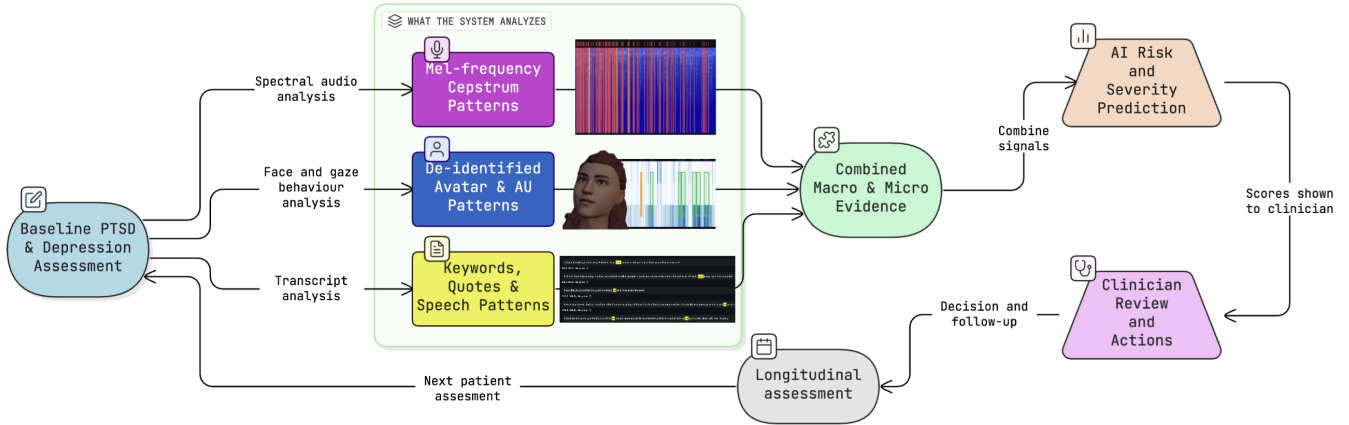 WHAT THE SYSTEM ANALYZES
Spectral audio
analysis
Mel-frequency
Cepstrum
Patterns
AI Risk
and
Severity
Prediction
Combine
signals
Face and gaze
behaviour
analysis
De-identified
Avatar & AU
Patterns
Combined
Macro & Micro
Evidence
Scores shown
to clinician
Baseline PTSD
& Depression
Assessment
Transcript
analysis
Keywords,
Quotes &
Speech Patterns
Clinician
Review
and
Actions
Decision and
follow-up
Longitudinal
assessment
Next patient
assesment